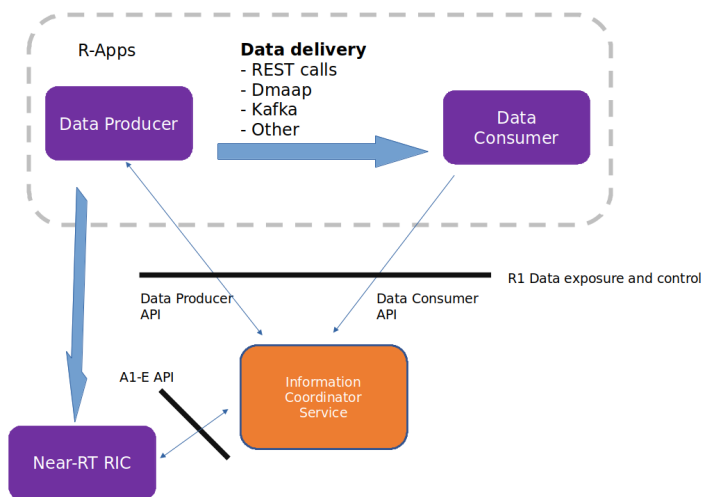 R-Apps
Data delivery
- REST calls
- Dmaap
- Kafka
- Other
Data Producer
Data
Consumer
R1 Data exposure and control
Data Producer
API
Data Consumer
API
A1-E API
Information
Coordinator
Service
Near-RT RIC